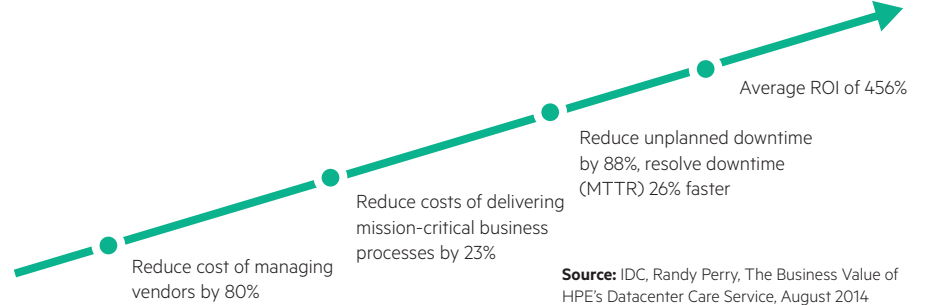 Average ROI of 456%
Reduce unplanned downtime
by 88%, resolve downtime
(MTTR) 26% faster
Reduce costs of delivering
mission-critical business
processes by 23%
Reduce cost of managing
vendors by 80%
Source: IDC, Randy Perry, The Business Value of
HPE’s Datacenter Care Service, August 2014